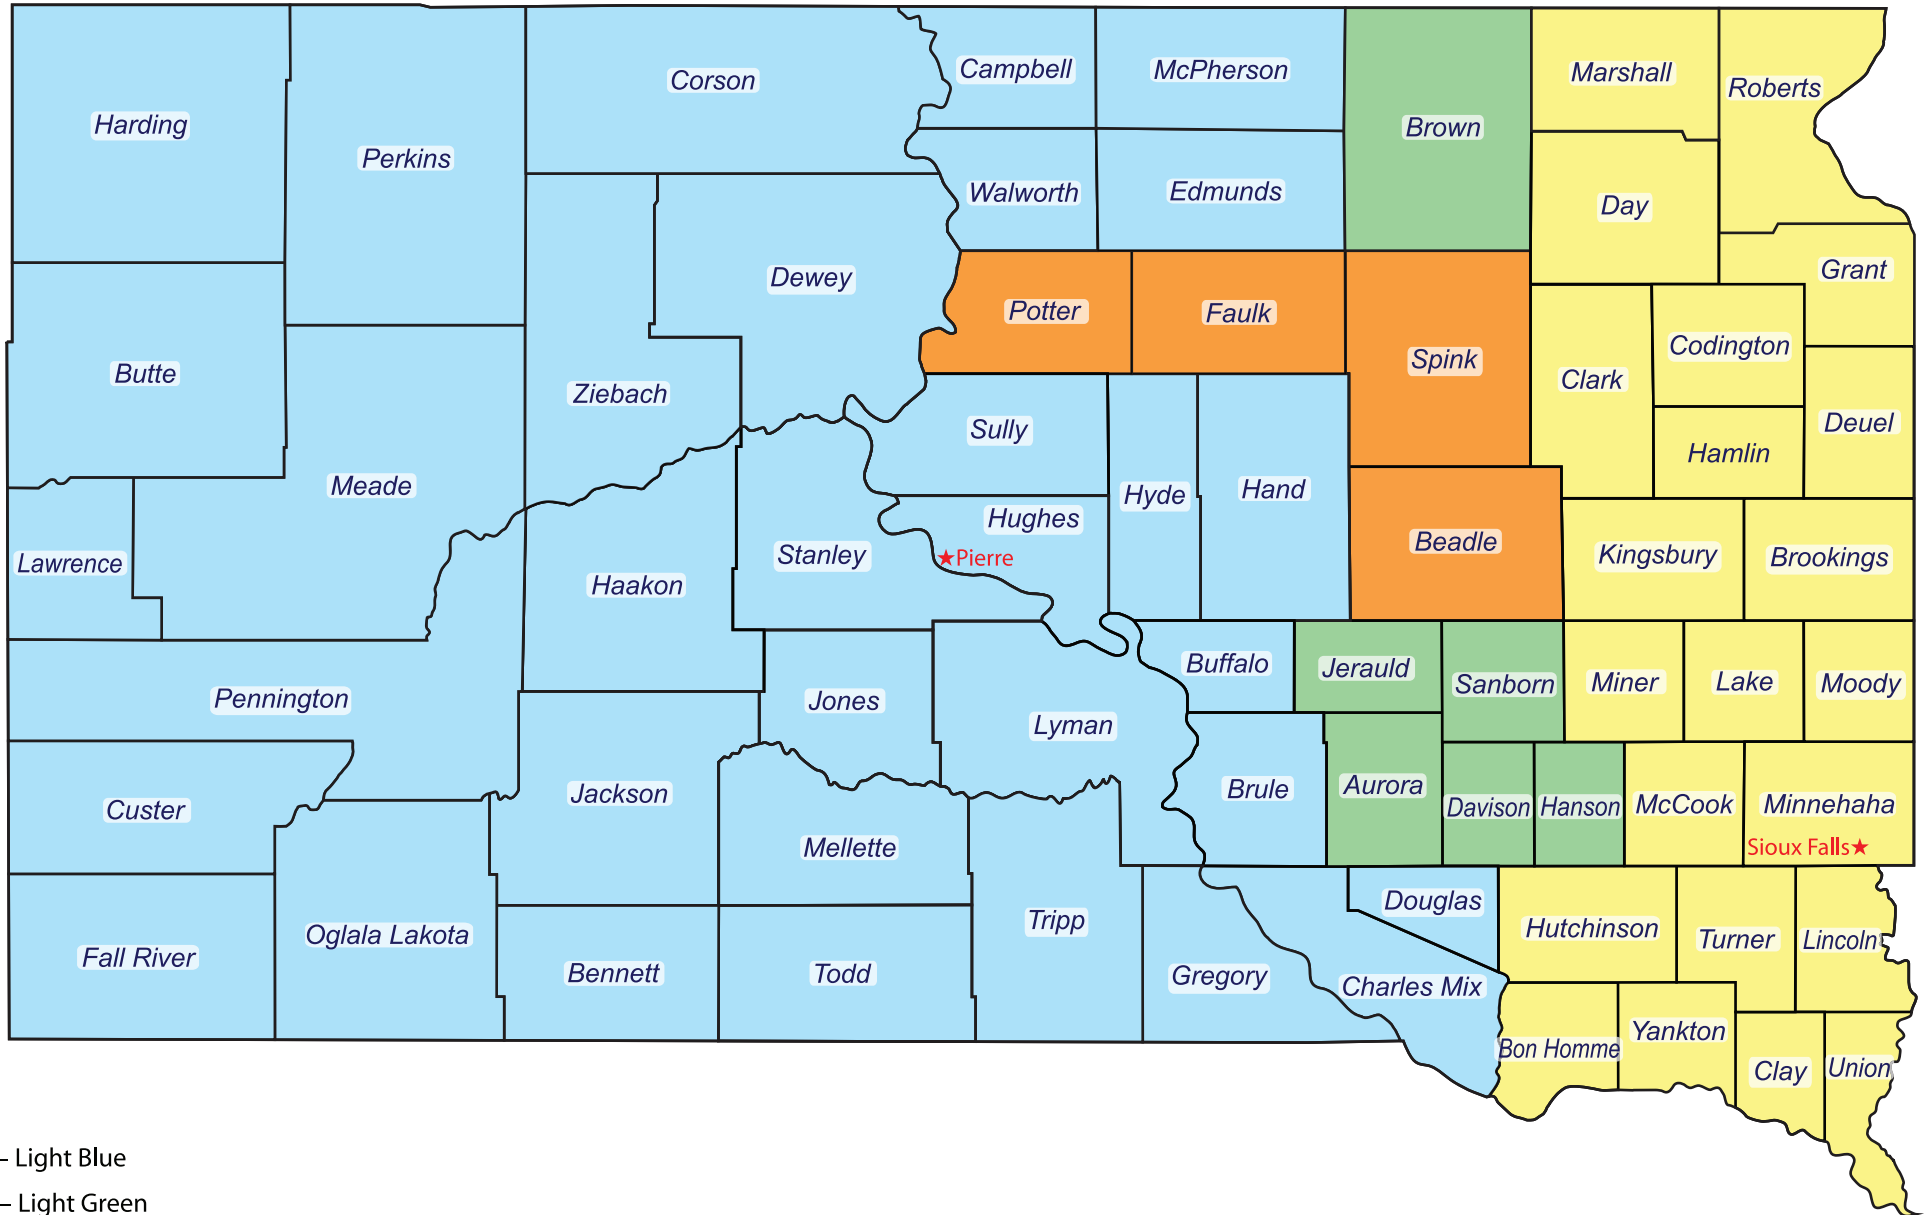 Harding
Perkins
Corson
Campbell
McPherson
Brown
Marshall
Roberts
Walworth
Edmunds
Day
Dewey
Grant
Potter
Faulk
Spink
Butte
Ziebach
Clark
Codington
Deuel
Hamlin
Meade
Sully
Hyde
Hand
Hughes
Lawrence
Stanley
★Pierre
Beadle
Kingsbury
Brookings
Haakon
Pennington
Jones
Lyman
Buffalo
Jerauld
Sanborn
Miner
Lake
Moody
Custer
Jackson
Brule
Aurora
Davison
Hanson
McCook
Minnehaha
Sioux Falls★
Mellette
Fall River
Oglala Lakota
Bennett
Todd
Tripp
Gregory
Douglas
Charles Mix
Hutchinson
Turner
Lincoln
Bon Homme
Yankton
Clay
Union
– Light Blue
– Light Green